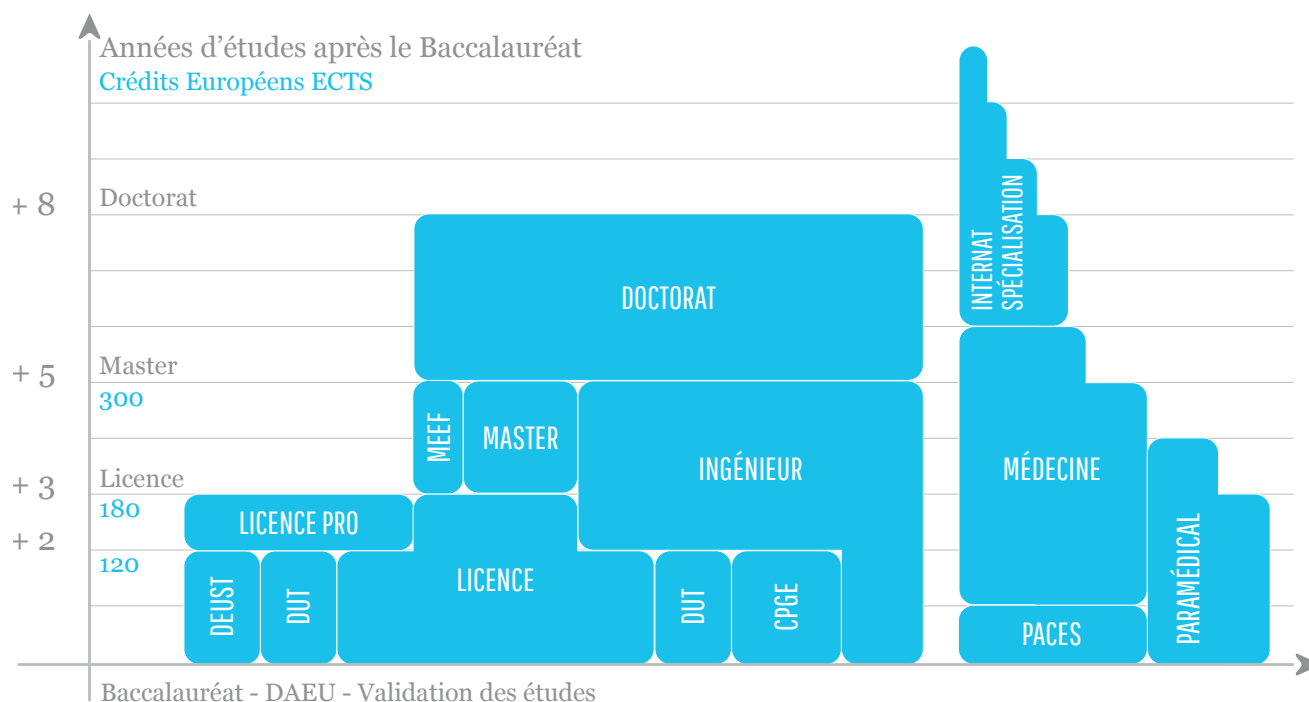 Années d’études après le Baccalauréat
Crédits Européens ECTS
+ 8
Doctorat
INTERNAT
SPÉCIALISATION
DOCTORAT
+ 5
Master
300
MEEF
MASTER
INGÉNIEUR
MÉDECINE
+ 3
Licence
180
LICENCE PRO
+ 2
120
DEUST
DUT
LICENCE
DUT
CPGE
PACES
PARAMÉDICAL
Baccalauréat - DAEU - Validation des études